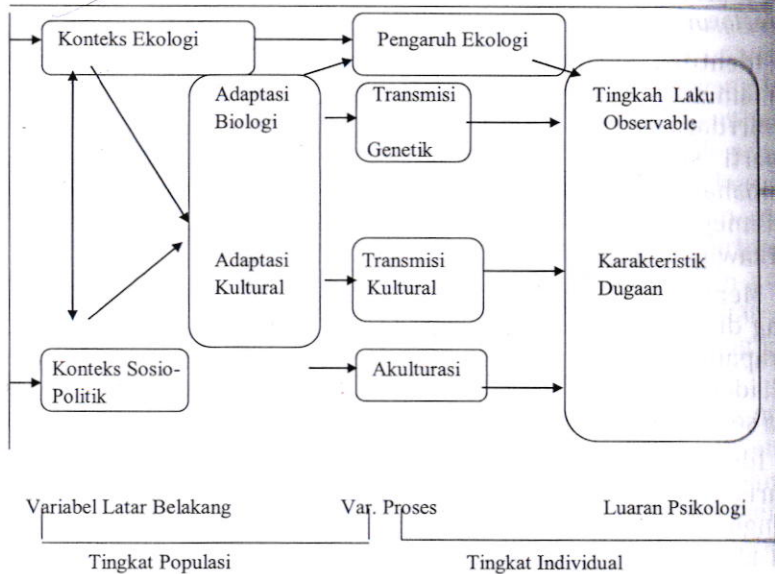 Konteks Ekologi
Pengaruh Ekologi
Adaptasi
Biologi
Transmisi
Genetik
Tingkah Laku
Observable
Adaptasi
Kultural
Transmisi
Kultural
Karakteristik
Dugaan
Konteks Sosio-
Politik
Akulturasi
Variabel Latar Belakang
Var. Proses
Luaran Psikologi
Tingkat Populasi
Tingkat Individual